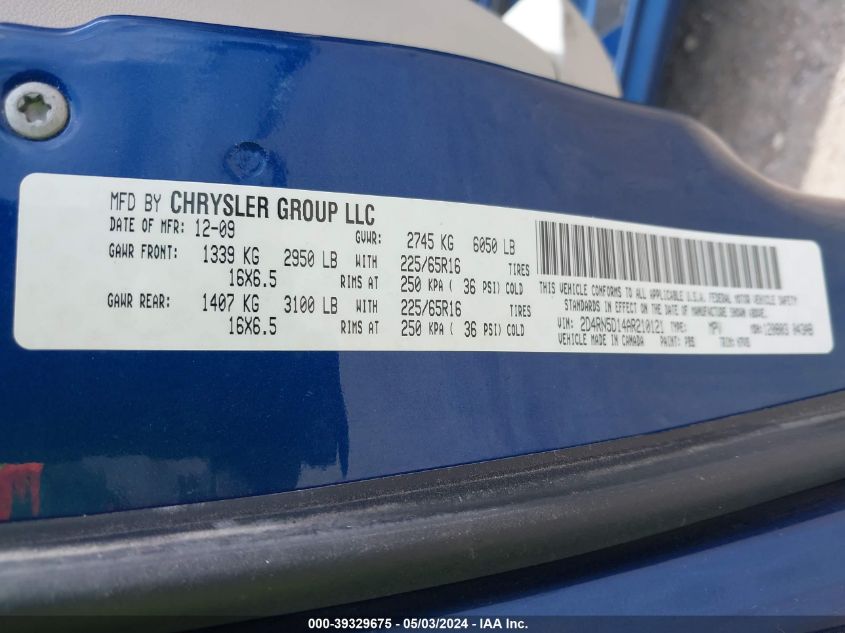 MFD BY CHRYSLER GROUP LLC
DATE OF MFR: 12-09 GVWR: 2745 KG 6050 LB
GAWR FRONT: 1339 KG 2950 LB WITH 225/65R16 TIRES
16X6.5 RIMS AT 250 KPA ( 36 PSI) COLD
GAWR REAR: 1407 KG 3100 LB WITH 225/65R16 TIRES
16X6.5 RIMS AT 250 KPA ( 36 PSI) COLD
THIS VEHICLE CONFORMS TO ALL APPLICABLE U.S.A. FEDERAL MOTOR VEHICLE SAFETY
STANDARDS IN EFFECT ON THE DATE OF MANUFACTURE SHOWN ABOVE.
VIN: 2D4RN5D14AR210121 TYPE: MPV MDH:
VEHICLE MADE IN CANADA PAINT: PB5 TRIM:
000-39329675 - 05/03/2024 - IAA Inc.